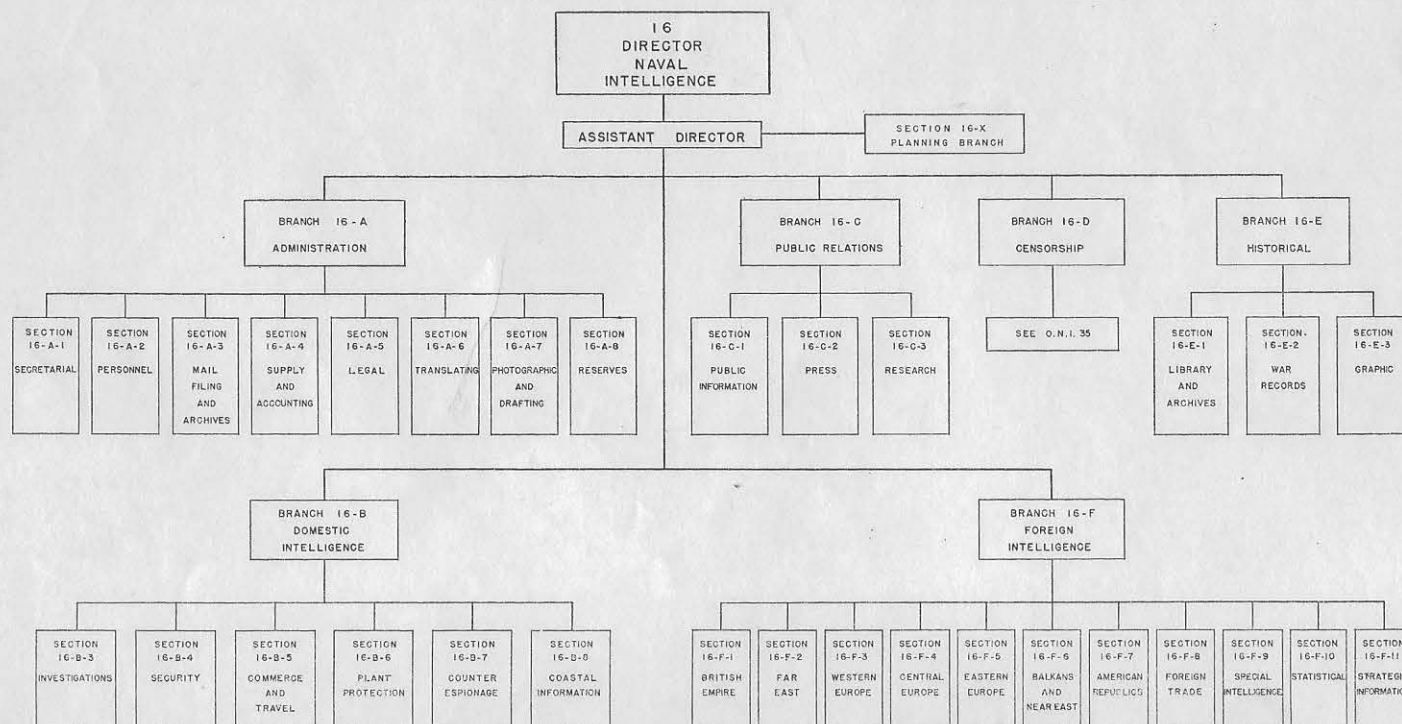 16
DIRECTOR
NAVAL
INTELLIGENCE
ASSISTANT DIRECTOR
SECTION 16-X
PLANNING BRANCH
BRANCH 16-A
ADMINISTRATION
BRANCH 16-C
PUBLIC RELATIONS
BRANCH 16-D
CENSORSHIP
BRANCH 16-E
HISTORICAL
SECTION
16-A-1
SECRETARIAL
SECTION
16-A-2
PERSONNEL
SECTION
16-A-3
MAIL
FILING
AND
ARCHIVES
SECTION
16-A-4
SUPPLY
AND
ACCOUNTING
SECTION
16-A-5
LEGAL
SECTION
16-A-6
TRANSLATING
SECTION
16-A-7
PHOTOGRAPHIC
AND
DRAFTING
SECTION
16-A-8
RESERVES
SECTION
16-C-1
PUBLIC
INFORMATION
SECTION
16-C-2
PRESS
SECTION
16-C-3
RESEARCH
SEE O.N.I. 35
SECTION
16-E-1
LIBRARY
AND
ARCHIVES
SECTION.
16-E-2
WAR
RECORDS
SECTION
16-E-3
GRAPHIC
BRANCH 16-B
DOMESTIC
INTELLIGENCE
BRANCH 16-F
FOREIGN
INTELLIGENCE
SECTION
16-B-3
INVESTIGATIONS
SECTION
16-B-4
SECURITY
SECTION
16-B-5
COMMERCE
AND
TRAVEL
SECTION
16-B-6
PLANT
PROTECTION
SECTION
16-B-7
COUNTER
ESPIONAGE
SECTION
16-B-8
COASTAL
INFORMATION
SECTION
16-F-1
BRITISH
EMPIRE
SECTION
16-F-2
FAR
EAST
SECTION
16-F-3
WESTERN
EUROPE
SECTION
16-F-4
CENTRAL
EUROPE
SECTION
16-F-5
EASTERN
EUROPE
SECTION
16-F-6
BALKANS
AND
NEAR EAST
SECTION
16-F-7
AMERICAN
REPUBLICS
SECTION
16-F-8
FOREIGN
TRADE
SECTION
16-F-9
SPECIAL
INTELLIGENCE
SECTION
16-F-10
STATISTICAL
SECTION
16-F-11
STRATEGIC
INFORMATION